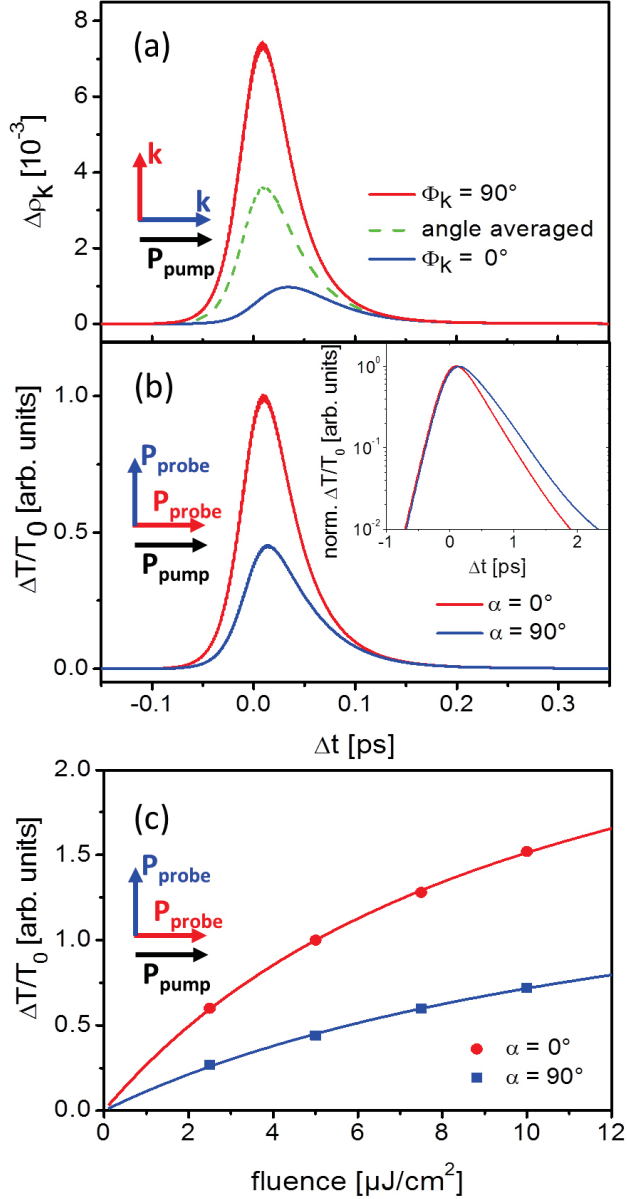 (a)
Δρk [10⁻³]
8
6
4
2
0
k
k
Ppump
Φk = 90°
angle averaged
Φk = 0°
(b)
ΔT/T0 [arb. units]
1.0
0.5
0.0
Pprobe
Pprobe
Ppump
norm. ΔT/T0 [arb. units]
10⁰
10⁻¹
10⁻²
-1 0 1 2
Δt [ps]
α = 0°
α = 90°
-0.1 0.0 0.1 0.2 0.3
Δt [ps]
(c)
ΔT/T0 [arb. units]
2.0
1.5
1.0
0.5
0.0
Pprobe
Pprobe
Ppump
α = 0°
α = 90°
0 2 4 6 8 10 12
fluence [µJ/cm²]